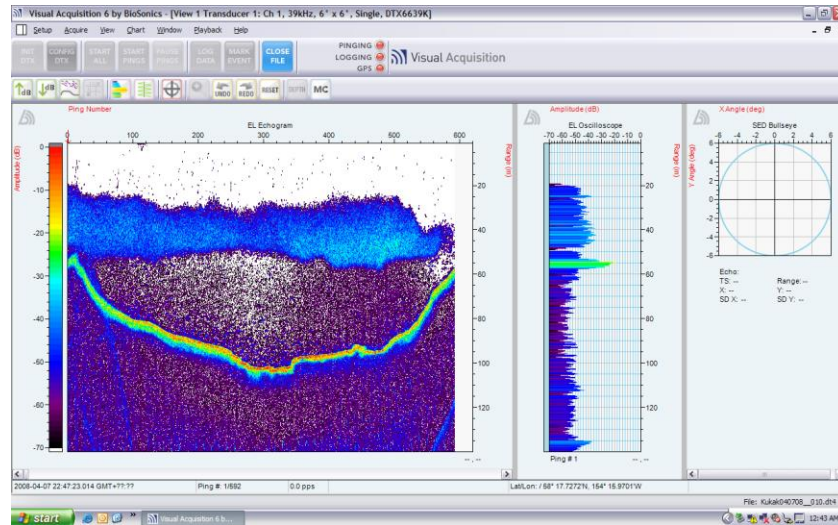 Visual Acquisition 6 by BioSonics - [View 1 Transducer 1: Ch 1, 39kHz, 6° x 6°, Single, DTX6639K]
Setup Acquire View Chart Window Playback Help
INIT DTX CONFIG DTX START ALL START PINGS PAUSE PINGS LOG DATA MARK EVENT CLOSE FILE
PINGING
LOGGING
GPS
Visual Acquisition
dB dB UNDO REDO RESET DEPTH MC
Ping Number
EL Echogram
0 200 300 400 500 600
Amplitude (dB)
0
-10
-20
-30
-40
-50
-60
-70
Range (m)
20
40
60
80
100
120
-- , --
Amplitude (dB)
EL Oscilloscope
-70 -60 -50 -40 -30 -20 -10 0
Range (m)
20
40
60
80
100
120
Ping # 1
-- , --
X Angle (deg)
SED Bullseye
-6 -4 -2 0 2 4 6
Y Angle (deg)
6
4
2
0
-2
-4
-6
Echo:
TS: -- Range: --
X: -- Y: --
SD X: -- SD Y: --
2008-04-07 22:47:23.014 GMT+??:?? Ping #: 1/592 0.0 pps Lat/Lon: / 58° 17.7272'N, 154° 15.9701'W
File: Kukak040708__010.dt4
start » Visual Acquisition 6 b... 12:43 AM